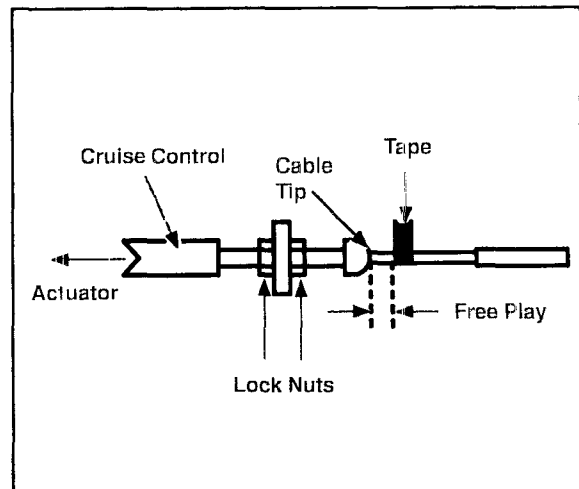 Cruise Control
Cable
Tip
Tape
Actuator
Free Play
Lock Nuts